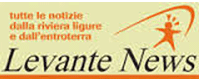 tutte le notizie
dalla riviera ligure
e dall'entroterra
Levante News